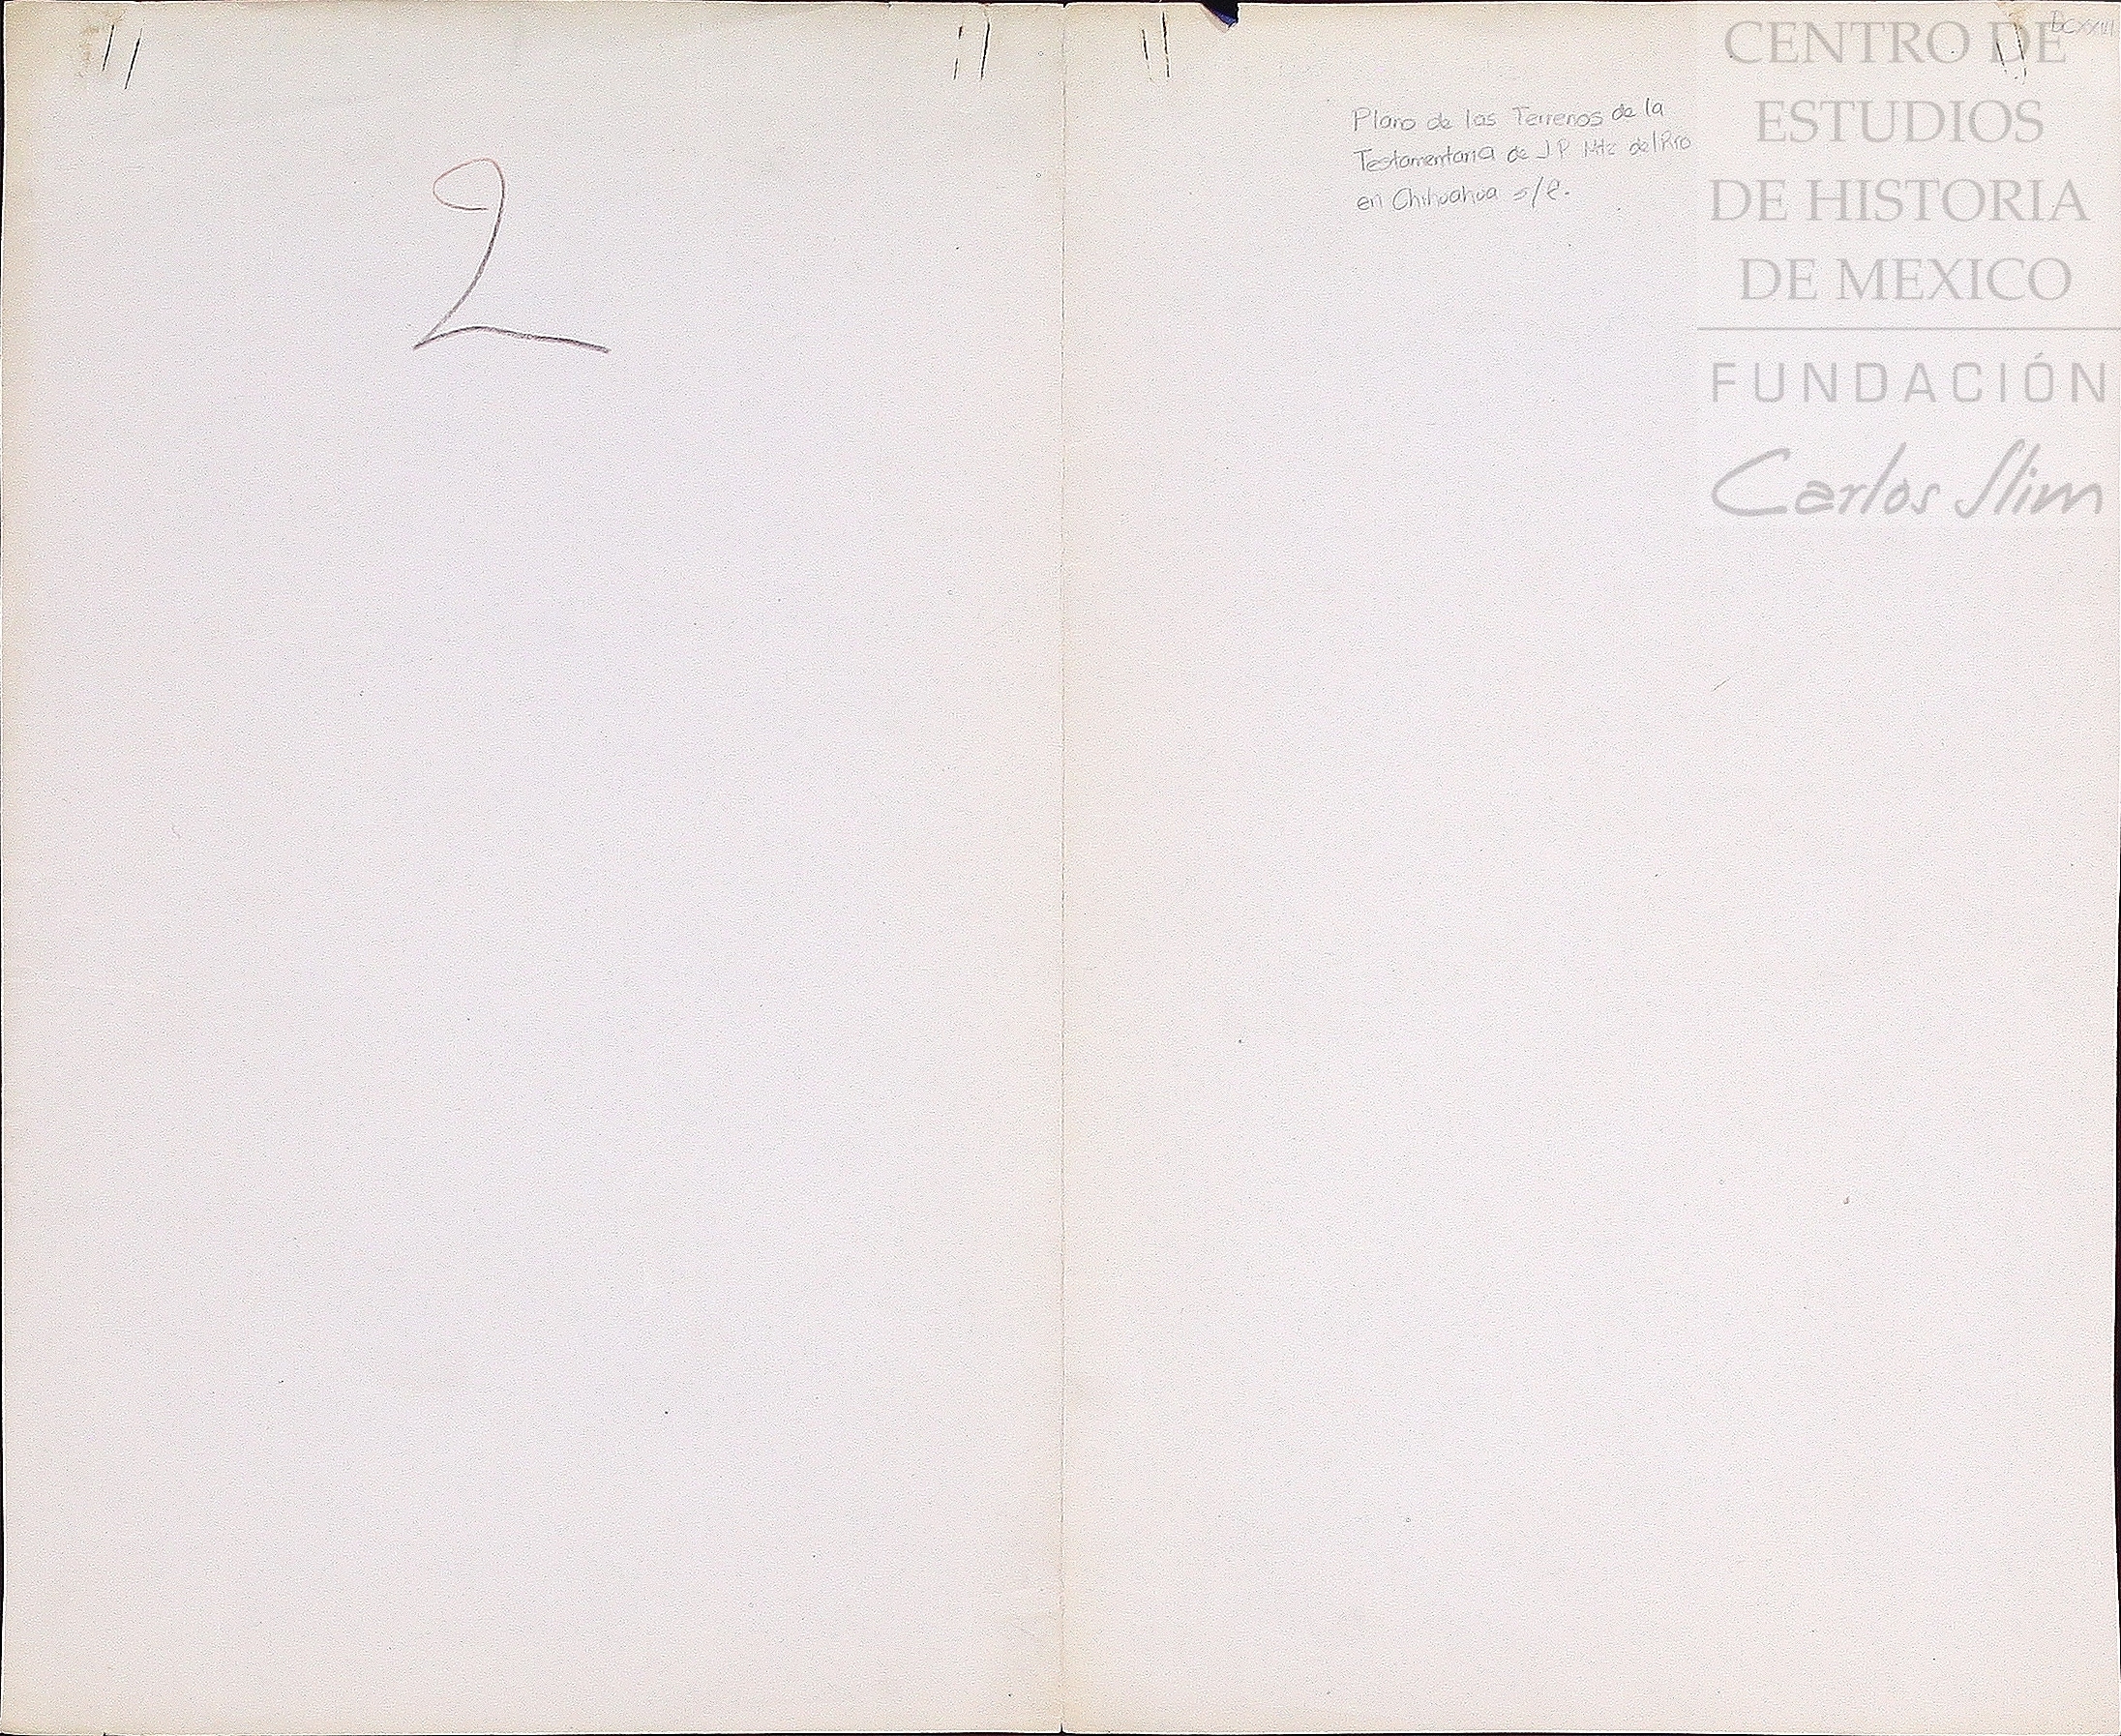 2
Plano de los Terrenos de la
Testamentaria de J P Mtz del Rio
en Chihuahua s/e.
CENTRO DE
ESTUDIOS
DE HISTORIA
DE MEXICO
FUNDACIÓN
Carlos Slim